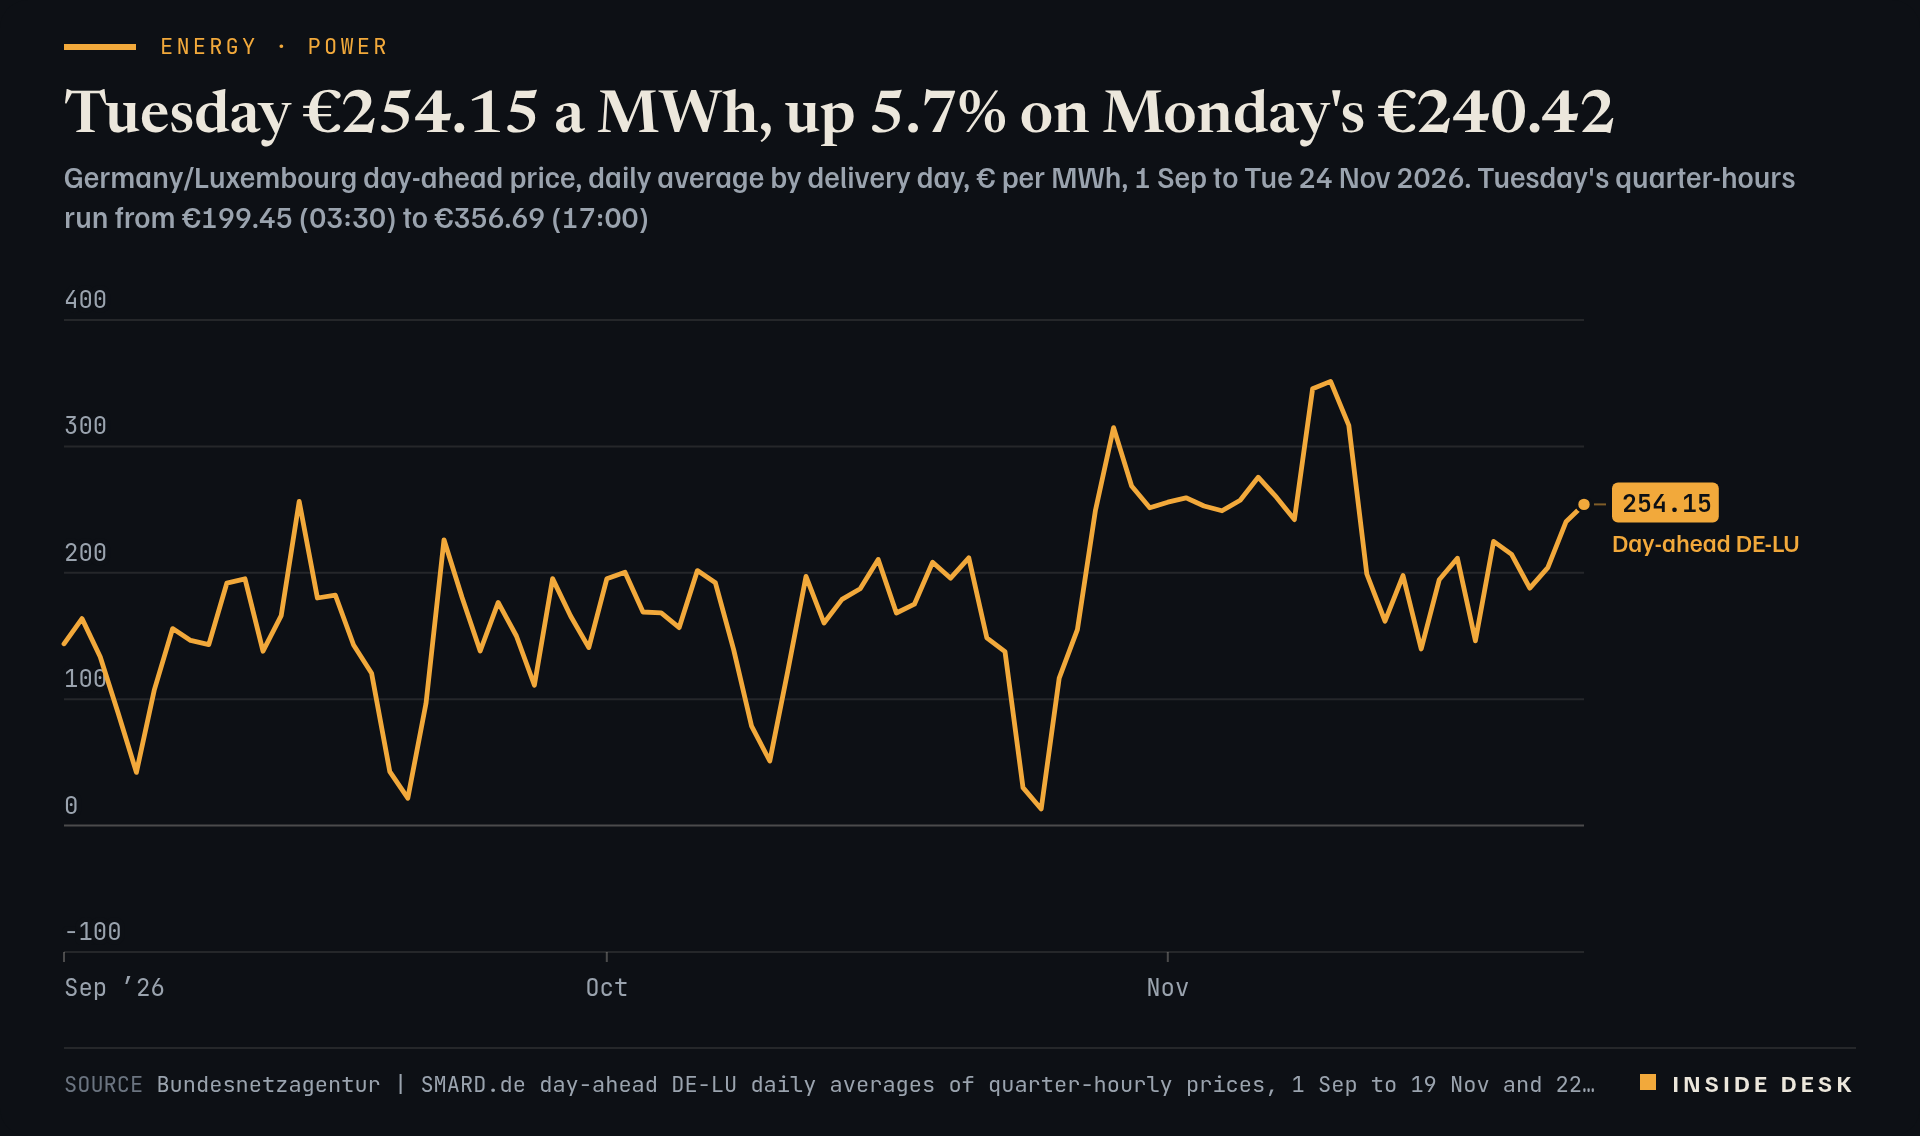 ENERGY · POWER
Tuesday €254.15 a MWh, up 5.7% on Monday's €240.42
Germany/Luxembourg day-ahead price, daily average by delivery day, € per MWh, 1 Sep to Tue 24 Nov 2026. Tuesday's quarter-hours
run from €199.45 (03:30) to €356.69 (17:00)
400
300
200
100
0
-100
254.15
Day-ahead DE-LU
Sep ’26
Oct
Nov
SOURCE Bundesnetzagentur | SMARD.de day-ahead DE-LU daily averages of quarter-hourly prices, 1 Sep to 19 Nov and 22…
INSIDE DESK